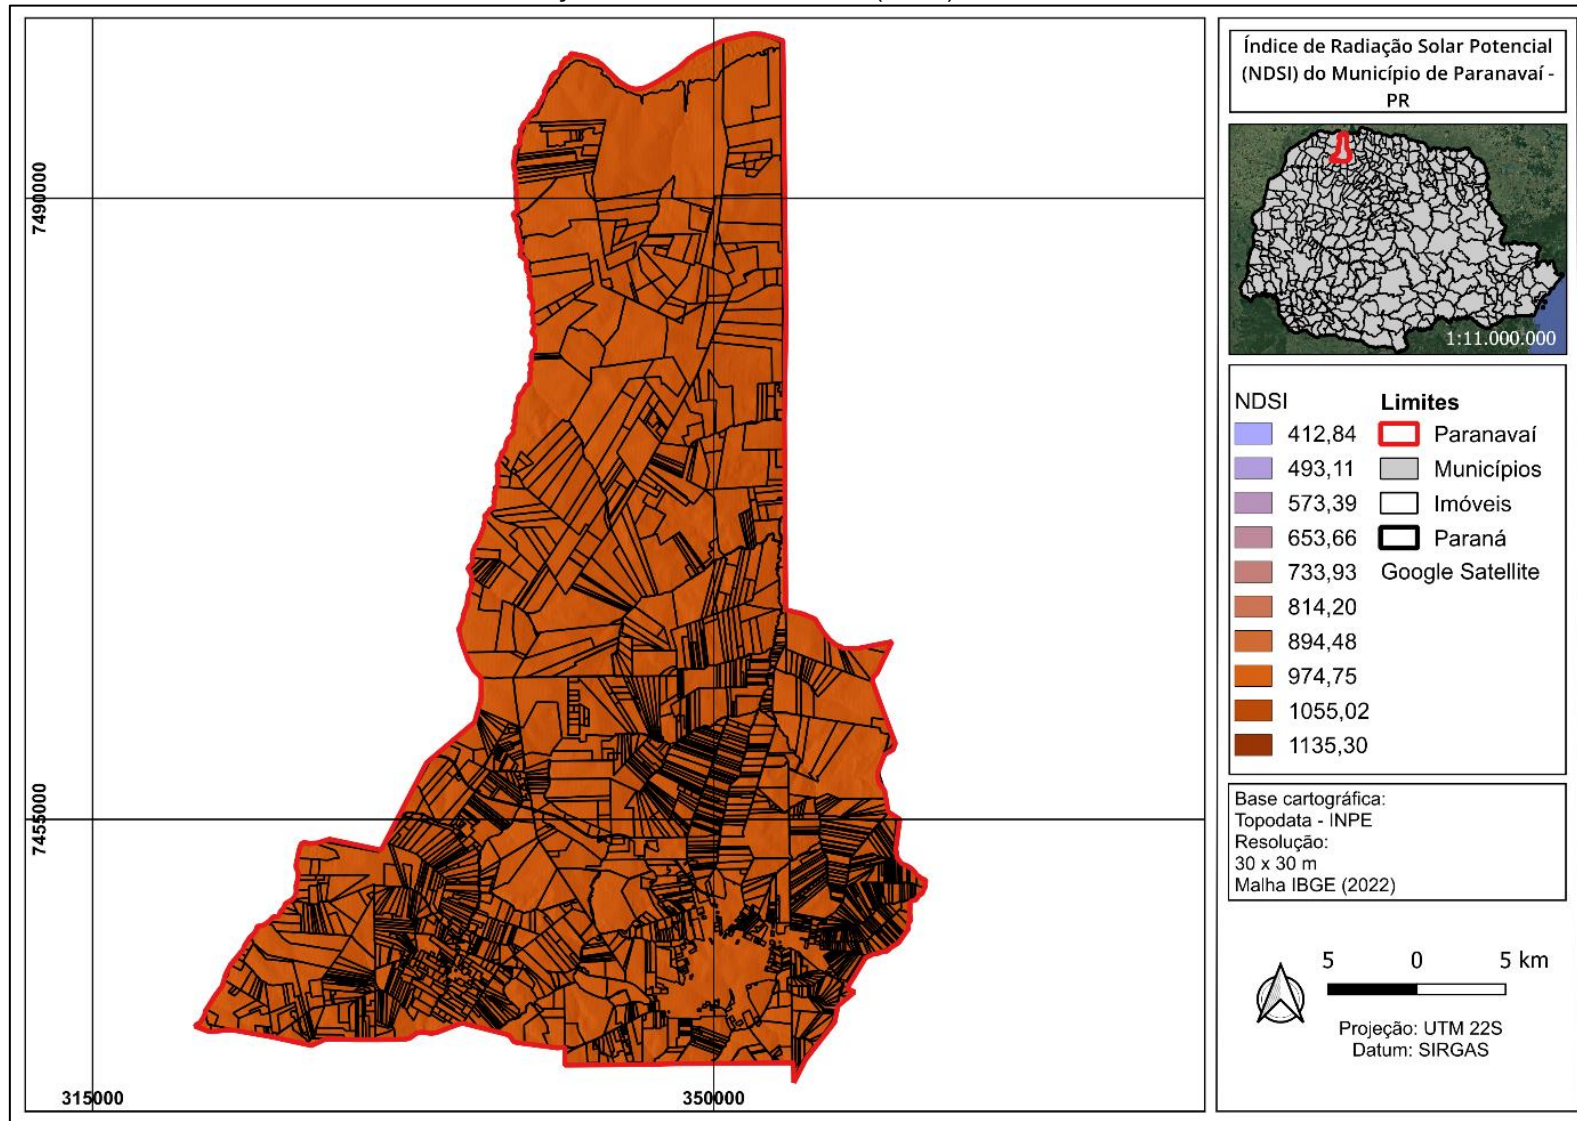 Índice de Radiação Solar Potencial
(NDSI) do Município de Paranavaí -
PR
1:11.000.000
7490000
7455000
315000
350000
NDSI
412,84
493,11
573,39
653,66
733,93
814,20
894,48
974,75
1055,02
1135,30
Limites
Paranavaí
Municípios
Imóveis
Paraná
Google Satellite
Base cartográfica:
Topodata - INPE
Resolução:
30 x 30 m
Malha IBGE (2022)
5 0 5 km
Projeção: UTM 22S
Datum: SIRGAS